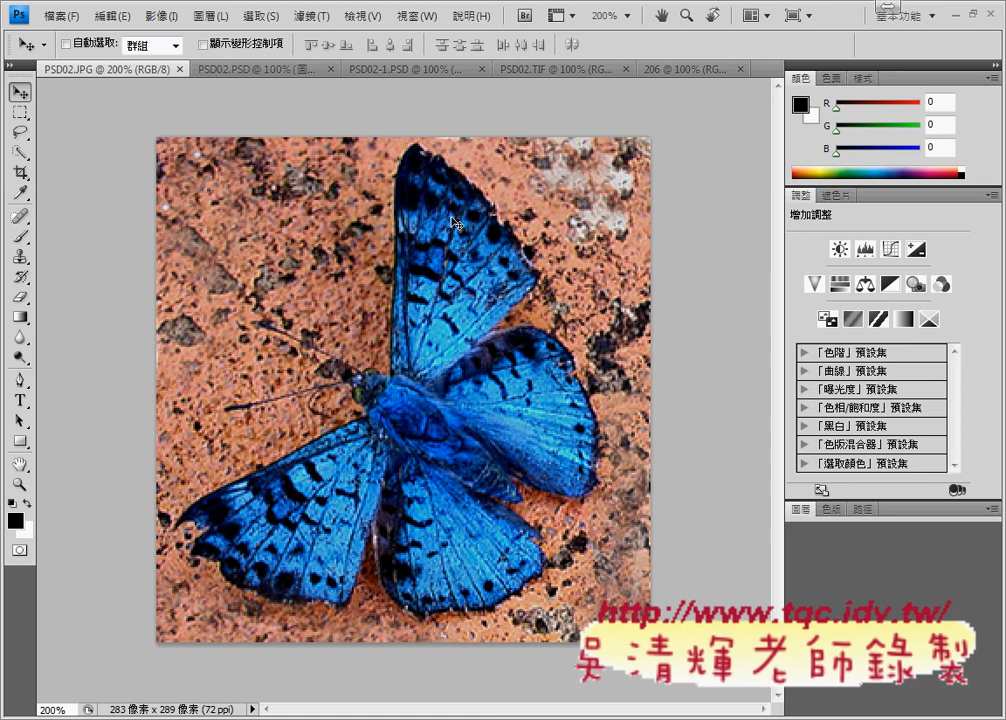 Ps 檔案(F) 編輯(E) 影像(I) 圖層(L) 選取(S) 濾鏡(T) 檢視(V) 視窗(W) 說明(H) Br 200% 基本功能
自動選取: 群組 顯示變形控制項
PSD02.JPG @ 200% (RGB/8) PSD02.PSD @ 100% (圖... PSD02-1.PSD @ 100% (... PSD02.TIF @ 100% (RG... 206 @ 100% (RG...
顏色 色票 樣式
R 0
G 0
B 0
調整 遮色片
增加調整
「色階」預設集
「曲線」預設集
「曝光度」預設集
「色相/飽和度」預設集
「黑白」預設集
「色版混合器」預設集
「選取顏色」預設集
圖層 色版 路徑
http://www.tqc.idv.tw/
吳清輝老師錄製
200% 283 像素 x 289 像素 (72 ppi)